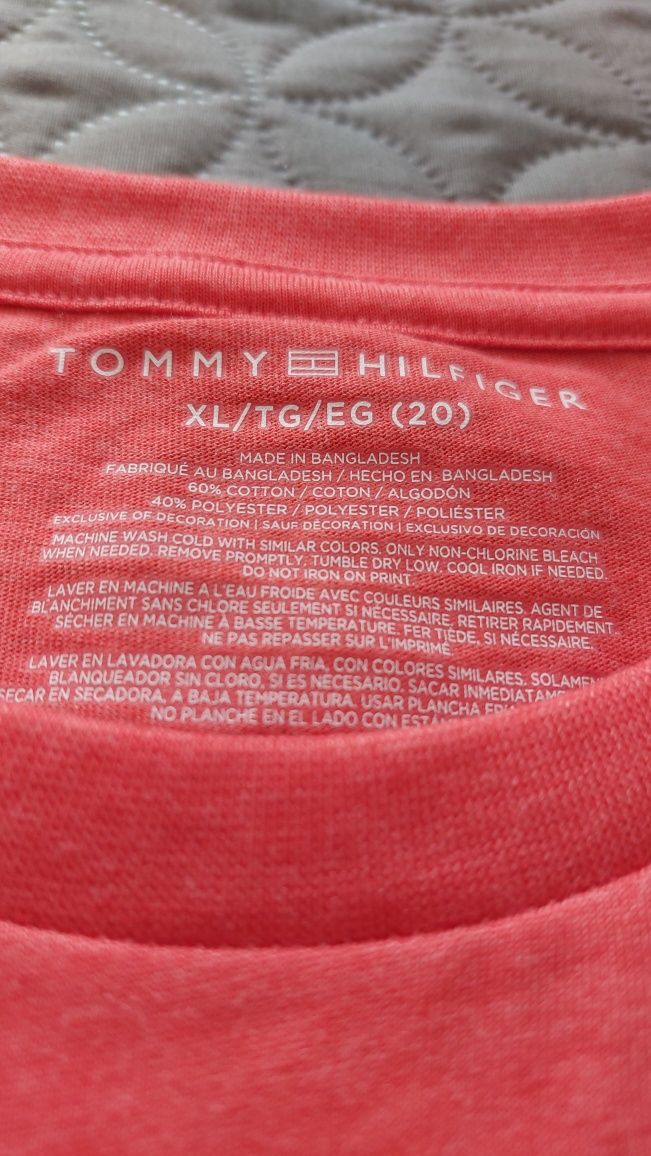 TOMMY HILFIGER
XL/TG/EG (20)
MADE IN BANGLADESH
FABRIQUÉ AU BANGLADESH / HECHO EN BANGLADESH
60% COTTON / COTON / ALGODÓN
40% POLYESTER / POLYESTER / POLIÉSTER
EXCLUSIVE OF DECORATION | SAUF DÉCORATION | EXCLUSIVO DE DECORACIÓN
MACHINE WASH COLD WITH SIMILAR COLORS. ONLY NON-CHLORINE BLEACH
WHEN NEEDED. REMOVE PROMPTLY. TUMBLE DRY LOW. COOL IRON IF NEEDED.
DO NOT IRON ON PRINT.
LAVER EN MACHINE A L'EAU FROIDE AVEC COULEURS SIMILAIRES. AGENT DE
BLANCHIMENT SANS CHLORE SEULEMENT SI NÉCESSAIRE. RETIRER RAPIDEMENT.
SÉCHER EN MACHINE À BASSE TEMPERATURE. FER TIÉDE, SI NÉCESSAIRE.
NE PAS REPASSER SUR L'IMPRIMÉ.
LAVER EN LAVADORA CON AGUA FRIA, CON COLORES SIMILARES.
BLANQUEADOR SIN CLORO, SI ES NECESARIO. SACAR
SECAR EN SECADORA, A BAJA TEMPERATURA. USAR PLANCHA
NO PLANCHE EN EL LADO CON